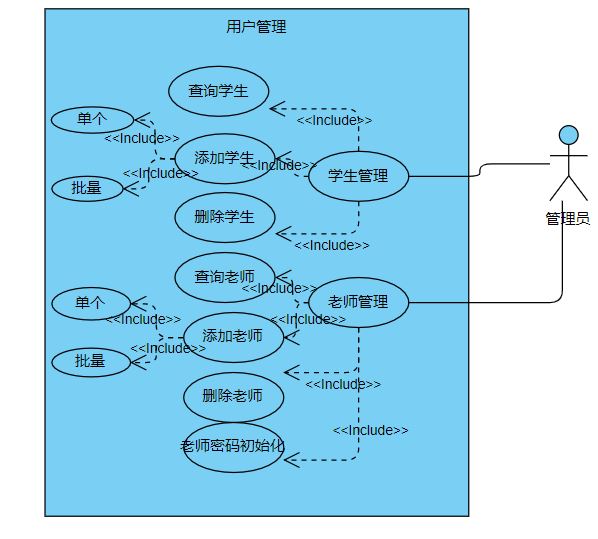 用户管理
查询学生
单个
<<Include>>
<<Include>>
添加学生
<<Include>>
<<Include>>
学生管理
批量
删除学生
<<Include>>
管理员
查询老师
<<Include>>
老师管理
单个
<<Include>>
<<Include>>
添加老师
<<Include>>
批量
删除老师
<<Include>>
<<Include>>
老师密码初始化